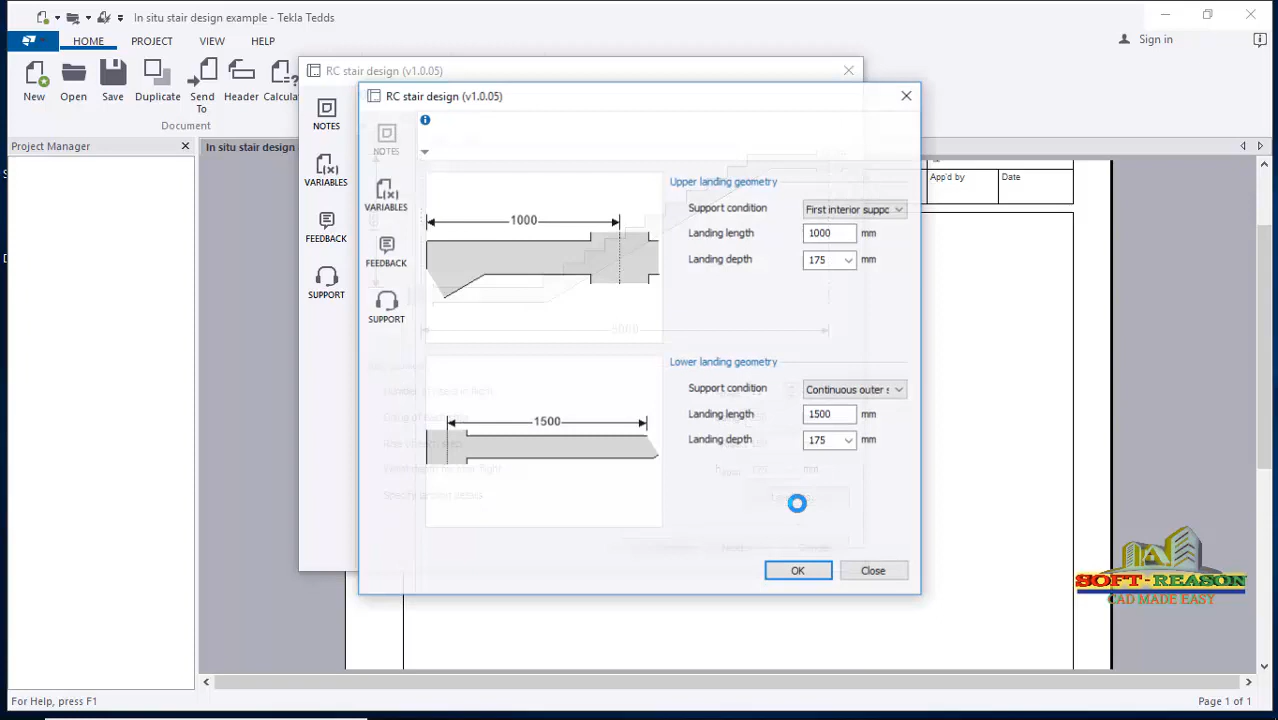 In situ stair design example - Tekla Tedds
HOME
PROJECT
VIEW
HELP
Sign in
New
Open
Save
Duplicate
Send To
Header
Calcula
Document
Project Manager
In situ stair design
RC stair design (v1.0.05)
NOTES
VARIABLES
FEEDBACK
SUPPORT
RC stair design (v1.0.05)
NOTES
VARIABLES
FEEDBACK
SUPPORT
1000
Upper landing geometry
Support condition
First interior suppo
Landing length
1000
mm
Landing depth
175
mm
5000
1500
Lower landing geometry
Support condition
Continuous outer s
Landing length
1500
mm
Landing depth
175
mm
OK
Close
App'd by
Date
SOFT-REASON
CAD MADE EASY
For Help, press F1
Page 1 of 1